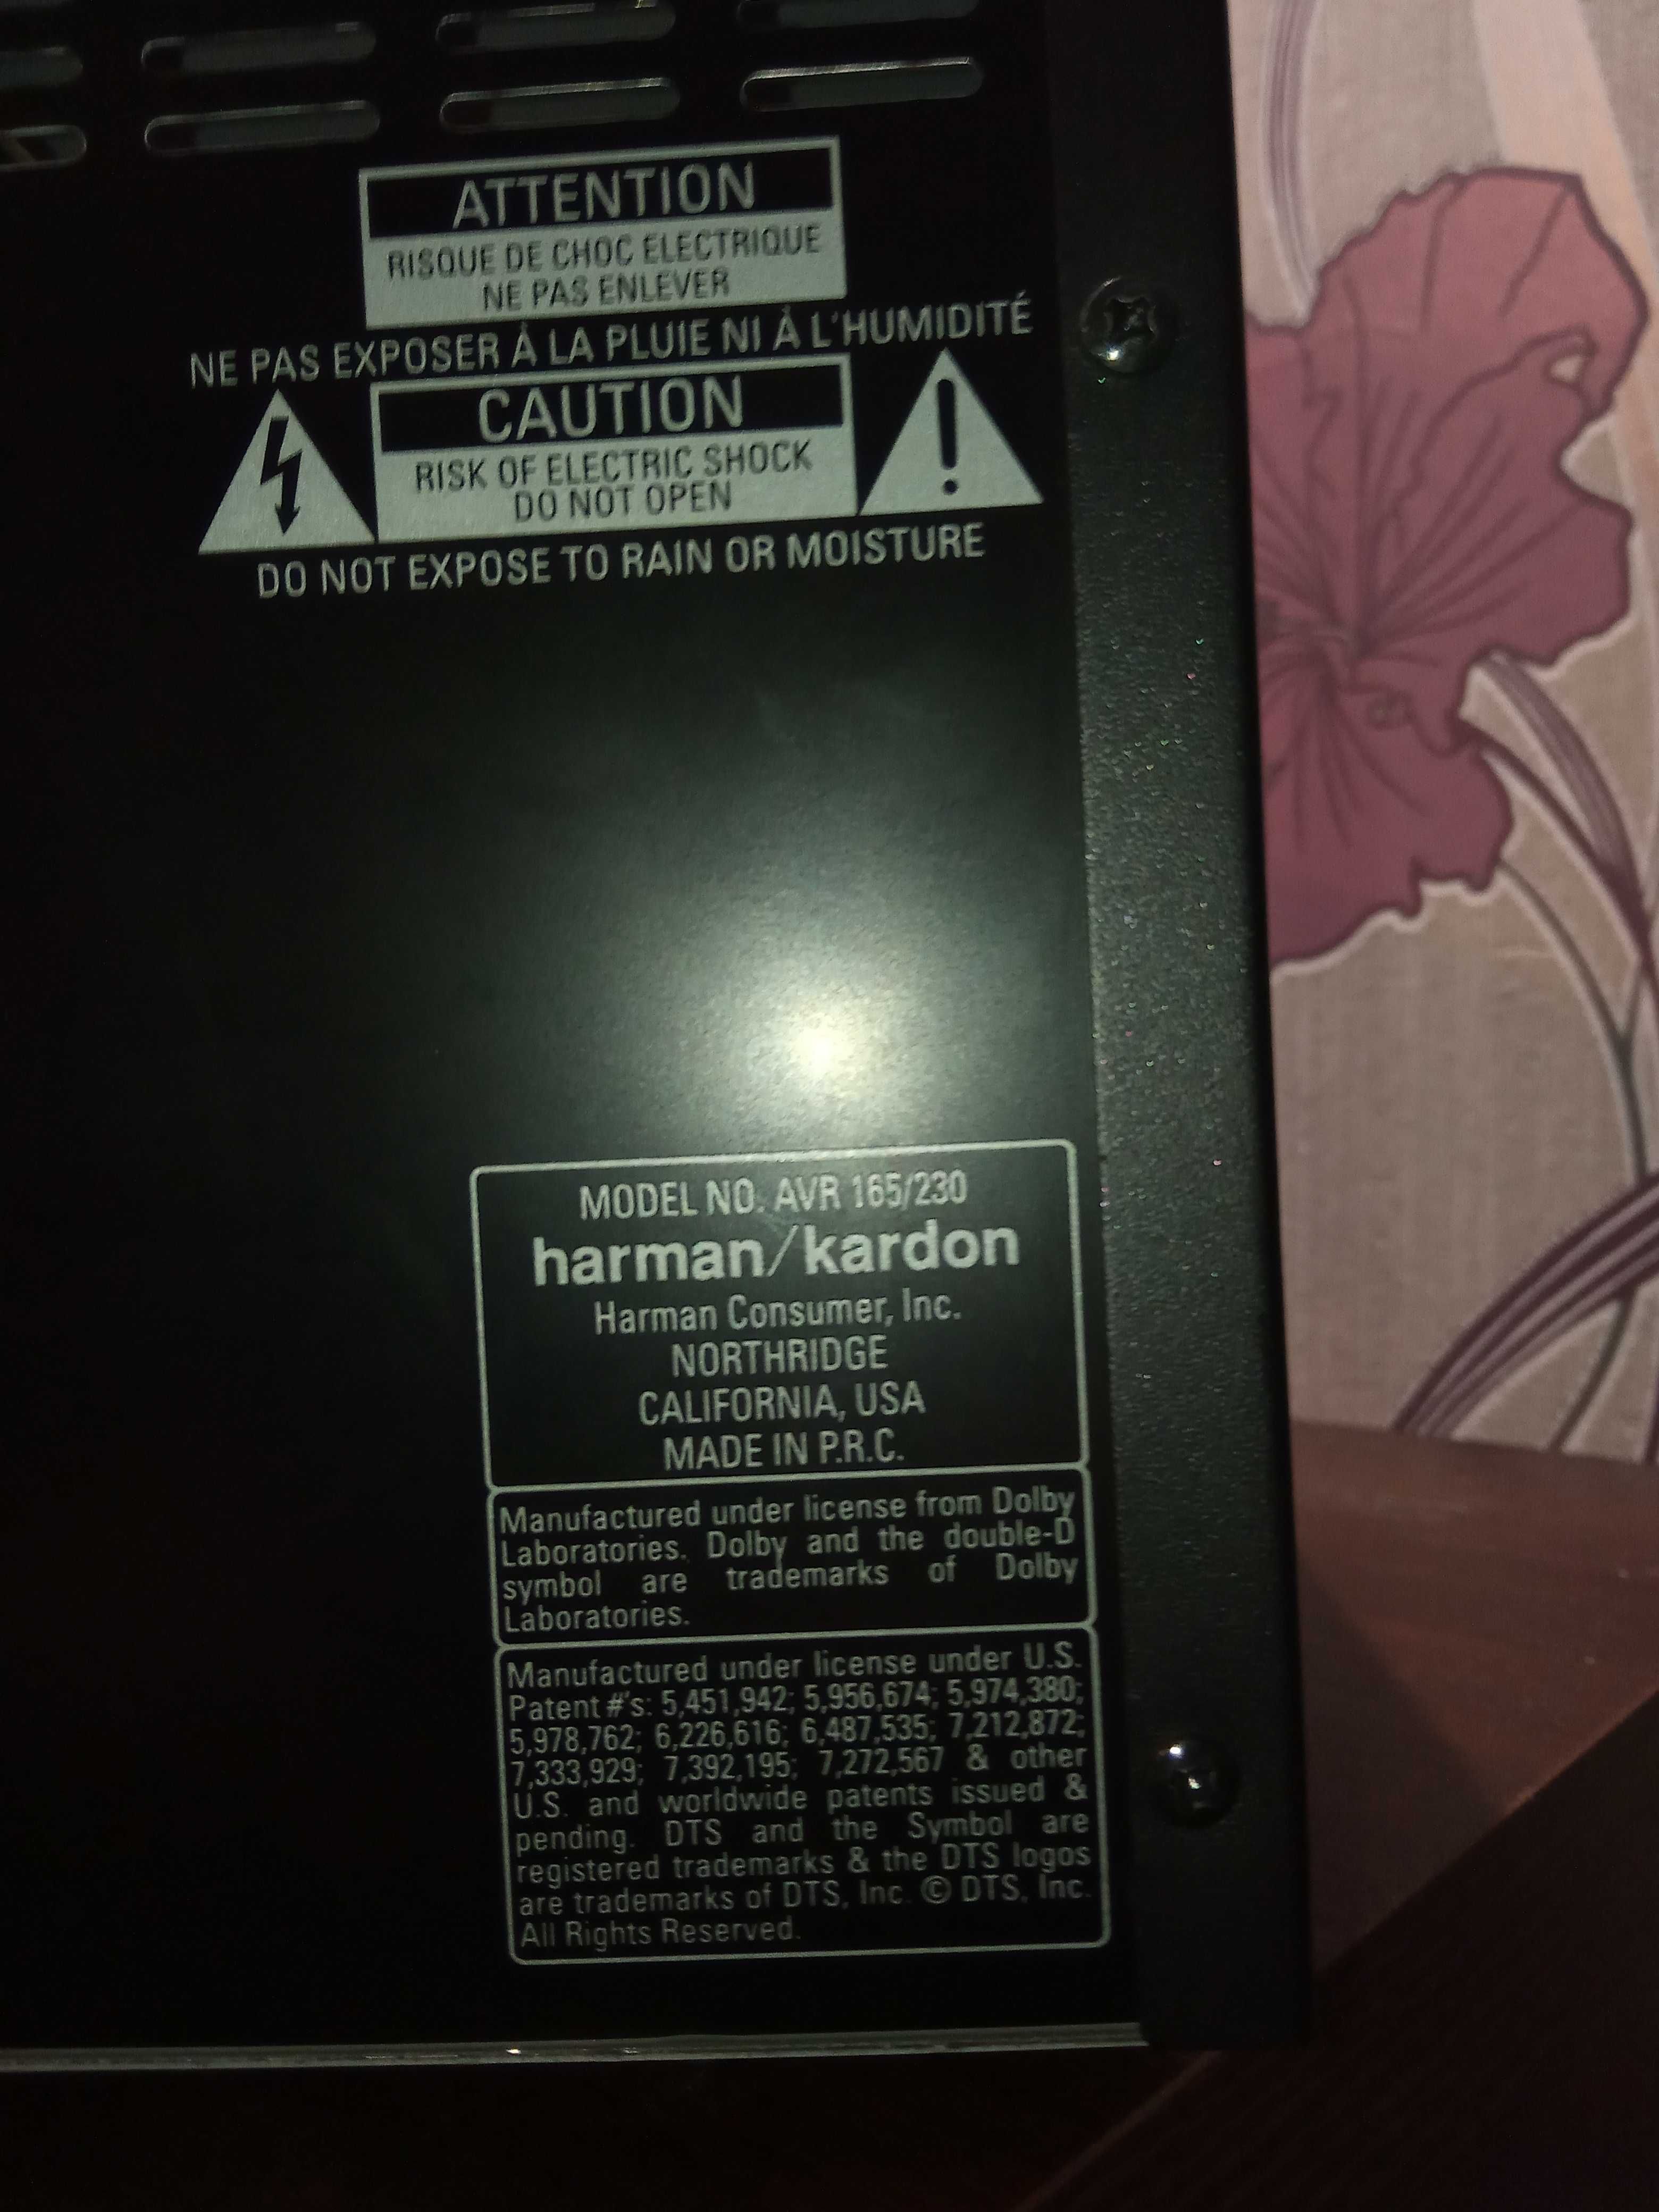 ATTENTION
RISQUE DE CHOC ELECTRIQUE
NE PAS ENLEVER
NE PAS EXPOSER À LA PLUIE NI À L'HUMIDITÉ
CAUTION
RISK OF ELECTRIC SHOCK
DO NOT OPEN
DO NOT EXPOSE TO RAIN OR MOISTURE
MODEL NO. AVR 165/230
harman/kardon
Harman Consumer, Inc.
NORTHRIDGE
CALIFORNIA, USA
MADE IN P.R.C.
Manufactured under license from Dolby
Laboratories. Dolby and the double-D
symbol are trademarks of Dolby
Laboratories.
Manufactured under license under U.S.
Patent #'s: 5,451,942; 5,956,674; 5,974,380;
5,978,762; 6,226,616; 6,487,535; 7,212,872;
7,333,929; 7,392,195; 7,272,567 & other
U.S. and worldwide patents issued &
pending. DTS and the Symbol are
registered trademarks & the DTS logos
are trademarks of DTS, Inc. © DTS, Inc.
All Rights Reserved.